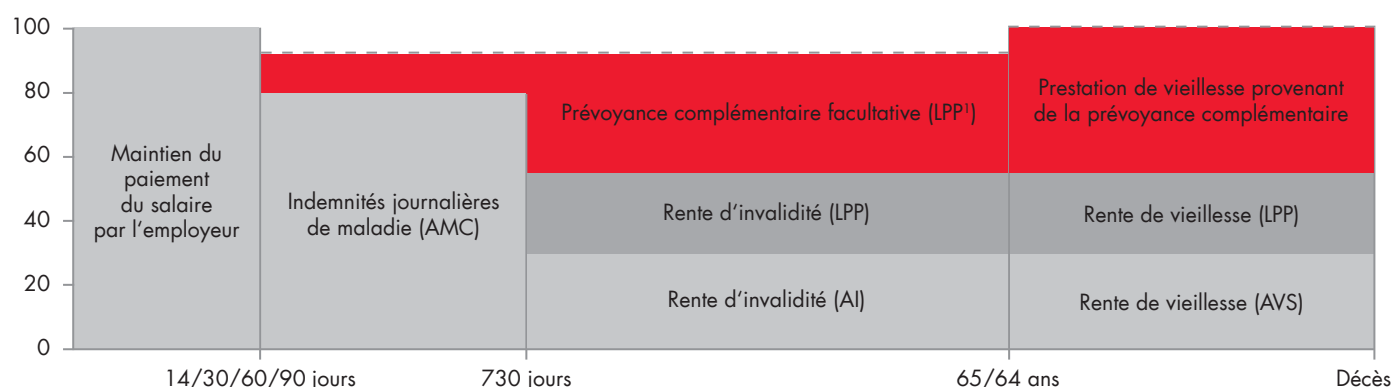 100
80
60
40
20
0
Maintien du
paiement
du salaire
par l'employeur
Indemnités journalières
de maladie (AMC)
Prévoyance complémentaire facultative (LPP¹)
Rente d'invalidité (LPP)
Rente d'invalidité (AI)
Prestation de vieillesse provenant
de la prévoyance complémentaire
Rente de vieillesse (LPP)
Rente de vieillesse (AVS)
14/30/60/90 jours
730 jours
65/64 ans
Décès